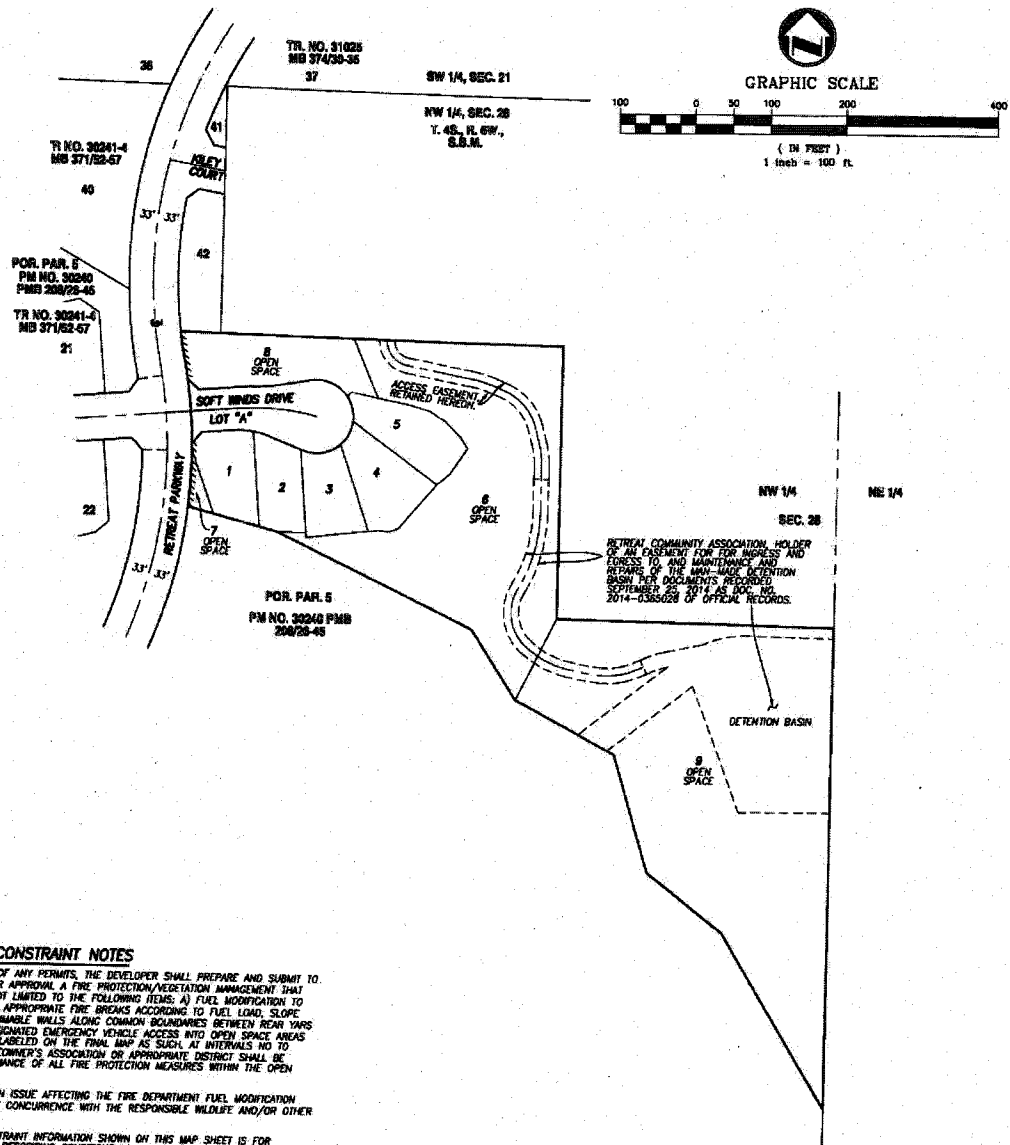 36
TR. NO. 31025
MB 374/30-36
37
SW 1/4, SEC. 21
NW 1/4, SEC. 28
T. 4S., R. 6W.,
S.B.M.
GRAPHIC SCALE
100 0 50 100 200 400
( IN FEET )
1 inch = 100 ft.
41
KILEY
COURT
TR NO. 30241-4
MB 371/52-57
40
33' 33'
42
POR. PAR. 5
PM NO. 30240
PMB 208/26-45
TR NO. 30241-4
MB 371/52-57
21
8
OPEN
SPACE
ACCESS EASEMENT
RETAINED HEREON.
SOFT WINDS DRIVE
LOT "A"
5
1
2
3
4
6
OPEN
SPACE
22
RETREAT PARKWAY
7
OPEN
SPACE
33' 33'
NW 1/4
NE 1/4
SEC. 28
RETREAT COMMUNITY ASSOCIATION, HOLDER
OF AN EASEMENT FOR FOR INGRESS AND
EGRESS TO, AND MAINTENANCE AND
REPAIRS OF THE MAN-MADE DETENTION
BASIN PER DOCUMENTS RECORDED
SEPTEMBER 25, 2014 AS DOC. NO.
2014-0365028 OF OFFICIAL RECORDS.
POR. PAR. 5
PM NO. 30240 PMB
208/26-45
DETENTION BASIN
9
OPEN
SPACE
CONSTRAINT NOTES
OF ANY PERMITS, THE DEVELOPER SHALL PREPARE AND SUBMIT TO
APPROVAL A FIRE PROTECTION/VEGETATION MANAGEMENT THAT
LIMITED TO THE FOLLOWING ITEMS; A) FUEL MODIFICATION TO
APPROPRIATE FIRE BREAKS ACCORDING TO FUEL LOAD, SLOPE
WALLS ALONG COMMON BOUNDARIES BETWEEN REAR YARS
EMERGENCY VEHICLE ACCESS INTO OPEN SPACE AREAS
LABELED ON THE FINAL MAP AS SUCH, AT INTERVALS NO TO
ASSOCIATION OR APPROPRIATE DISTRICT SHALL BE
OF ALL FIRE PROTECTION MEASURES WITHIN THE OPEN
ISSUE AFFECTING THE FIRE DEPARTMENT FUEL MODIFICATION
CONCURRENCE WITH THE RESPONSIBLE WILDLIFE AND/OR OTHER
INFORMATION SHOWN ON THIS MAP SHEET IS FOR